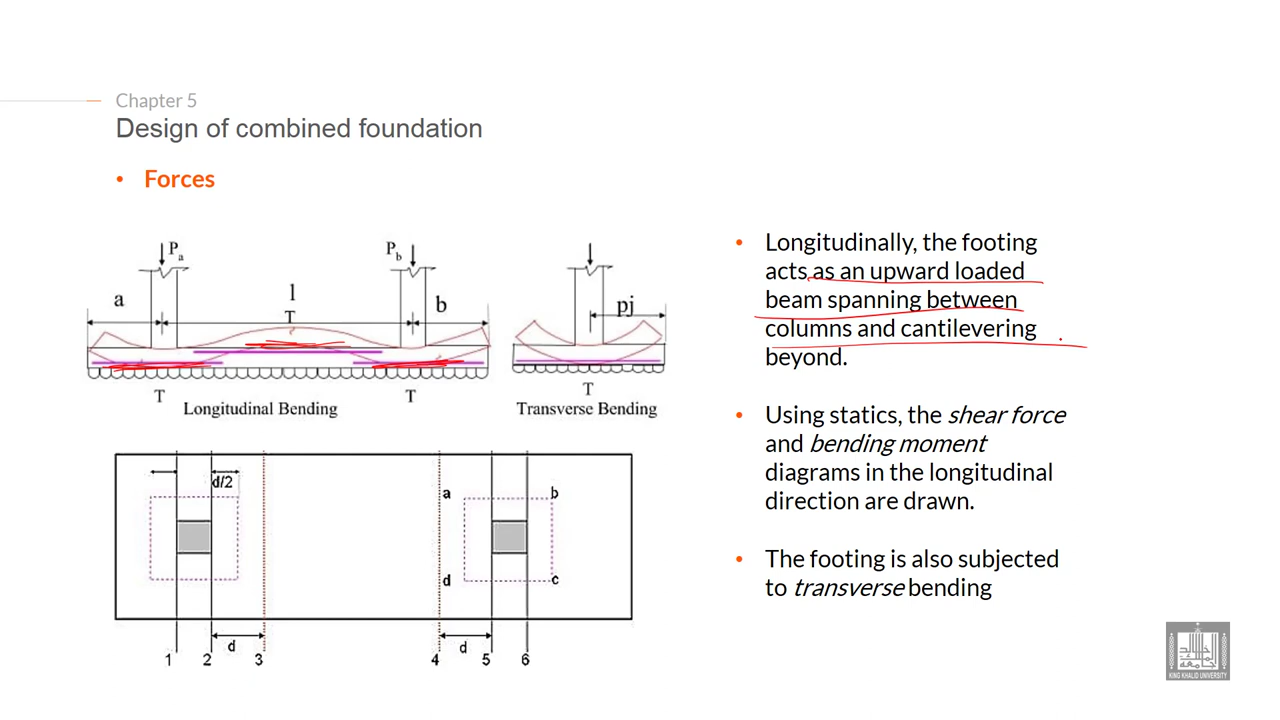 Chapter 5
Design of combined foundation
• Forces
Pa
Pb
a
l
b
T
pj
T
T
T
Longitudinal Bending
Transverse Bending
d/2
a
b
d
c
d
d
1
2
3
4
5
6
• Longitudinally, the footing
acts as an upward loaded
beam spanning between
columns and cantilevering
beyond.
• Using statics, the shear force
and bending moment
diagrams in the longitudinal
direction are drawn.
• The footing is also subjected
to transverse bending
KING KHALID UNIVERSITY